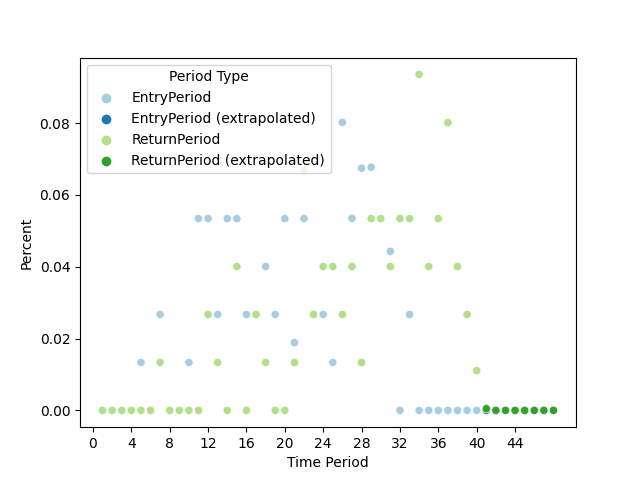 Period Type
EntryPeriod
EntryPeriod (extrapolated)
ReturnPeriod
ReturnPeriod (extrapolated)
Percent
0.08
0.06
0.04
0.02
0.00
0 4 8 12 16 20 24 28 32 36 40 44
Time Period